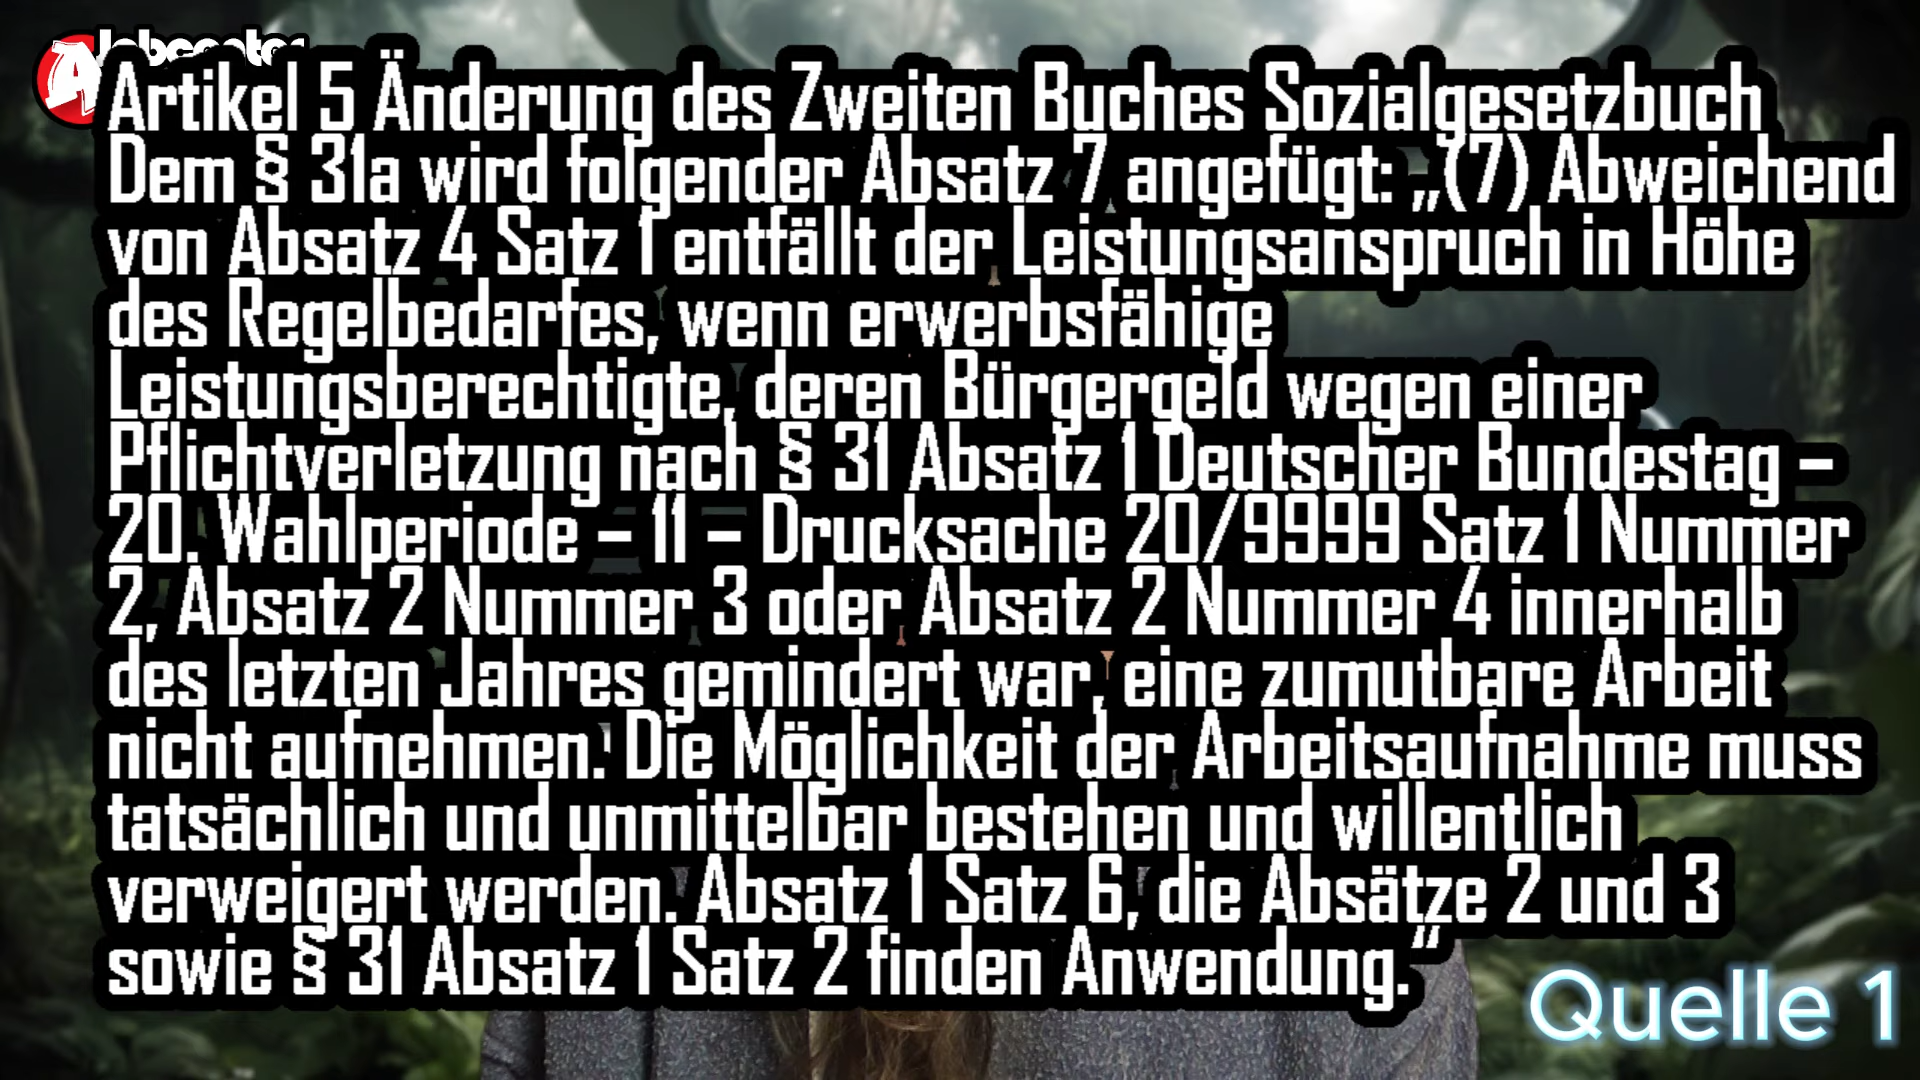 Jobcenter
A
Artikel 5 Änderung des Zweiten Buches Sozialgesetzbuch
Dem § 31a wird folgender Absatz 7 angefügt: „(7) Abweichend
von Absatz 4 Satz 1 entfällt der Leistungsanspruch in Höhe
des Regelbedarfes, wenn erwerbsfähige
Leistungsberechtigte, deren Bürgergeld wegen einer
Pflichtverletzung nach § 31 Absatz 1 Deutscher Bundestag –
20. Wahlperiode – 11 – Drucksache 20/9999 Satz 1 Nummer
2, Absatz 2 Nummer 3 oder Absatz 2 Nummer 4 innerhalb
des letzten Jahres gemindert war, eine zumutbare Arbeit
nicht aufnehmen. Die Möglichkeit der Arbeitsaufnahme muss
tatsächlich und unmittelbar bestehen und willentlich
verweigert werden. Absatz 1 Satz 6, die Absätze 2 und 3
sowie § 31 Absatz 1 Satz 2 finden Anwendung.“
Quelle 1